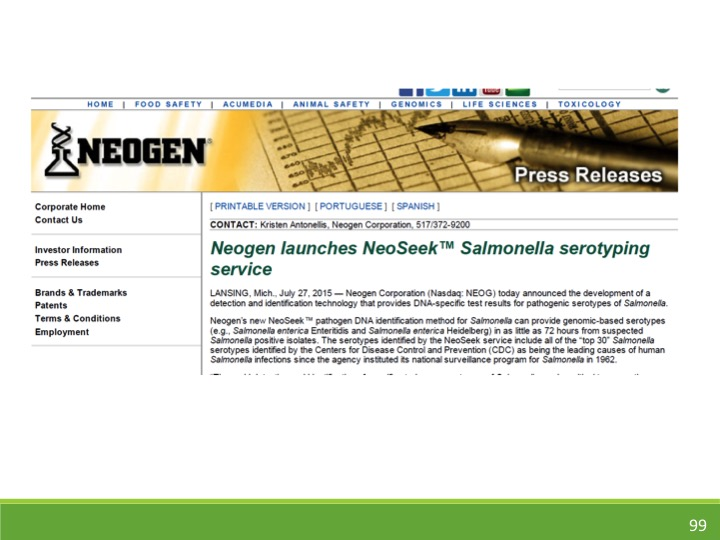 HOME | FOOD SAFETY | ACUMEDIA | ANIMAL SAFETY | GENOMICS | LIFE SCIENCES | TOXICOLOGY
NEOGEN®
Press Releases
Corporate Home
Contact Us
Investor Information
Press Releases
Brands & Trademarks
Patents
Terms & Conditions
Employment
[ PRINTABLE VERSION ] [ PORTUGUESE ] [ SPANISH ]
CONTACT: Kristen Antonellis, Neogen Corporation, 517/372-9200
Neogen launches NeoSeek™ Salmonella serotyping
service
LANSING, Mich., July 27, 2015 — Neogen Corporation (Nasdaq: NEOG) today announced the development of a
detection and identification technology that provides DNA-specific test results for pathogenic serotypes of Salmonella.
Neogen's new NeoSeek™ pathogen DNA identification method for Salmonella can provide genomic-based serotypes
(e.g., Salmonella enterica Enteritidis and Salmonella enterica Heidelberg) in as little as 72 hours from suspected
Salmonella positive isolates. The serotypes identified by the NeoSeek service include all of the "top 30" Salmonella
serotypes identified by the Centers for Disease Control and Prevention (CDC) as being the leading causes of human
Salmonella infections since the agency instituted its national surveillance program for Salmonella in 1962.
99